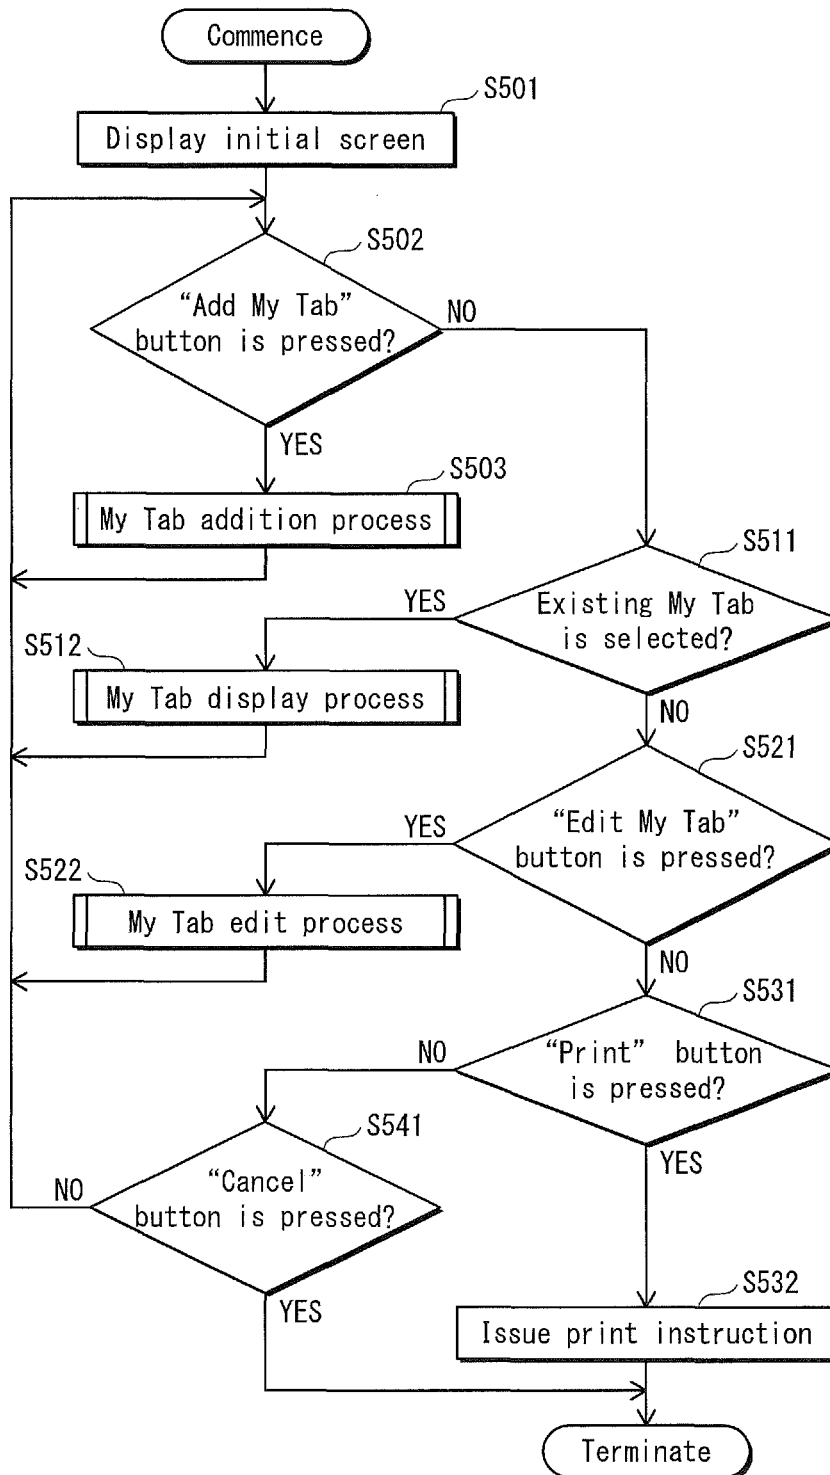 Commence
S501
Display initial screen
S502
“Add My Tab”
button is pressed?
NO
YES
S503
My Tab addition process
S511
Existing My Tab
is selected?
YES
S512
My Tab display process
NO
S521
“Edit My Tab”
button is pressed?
YES
S522
My Tab edit process
NO
S531
“Print” button
is pressed?
NO
S541
“Cancel”
button is pressed?
NO
YES
YES
S532
Issue print instruction
Terminate